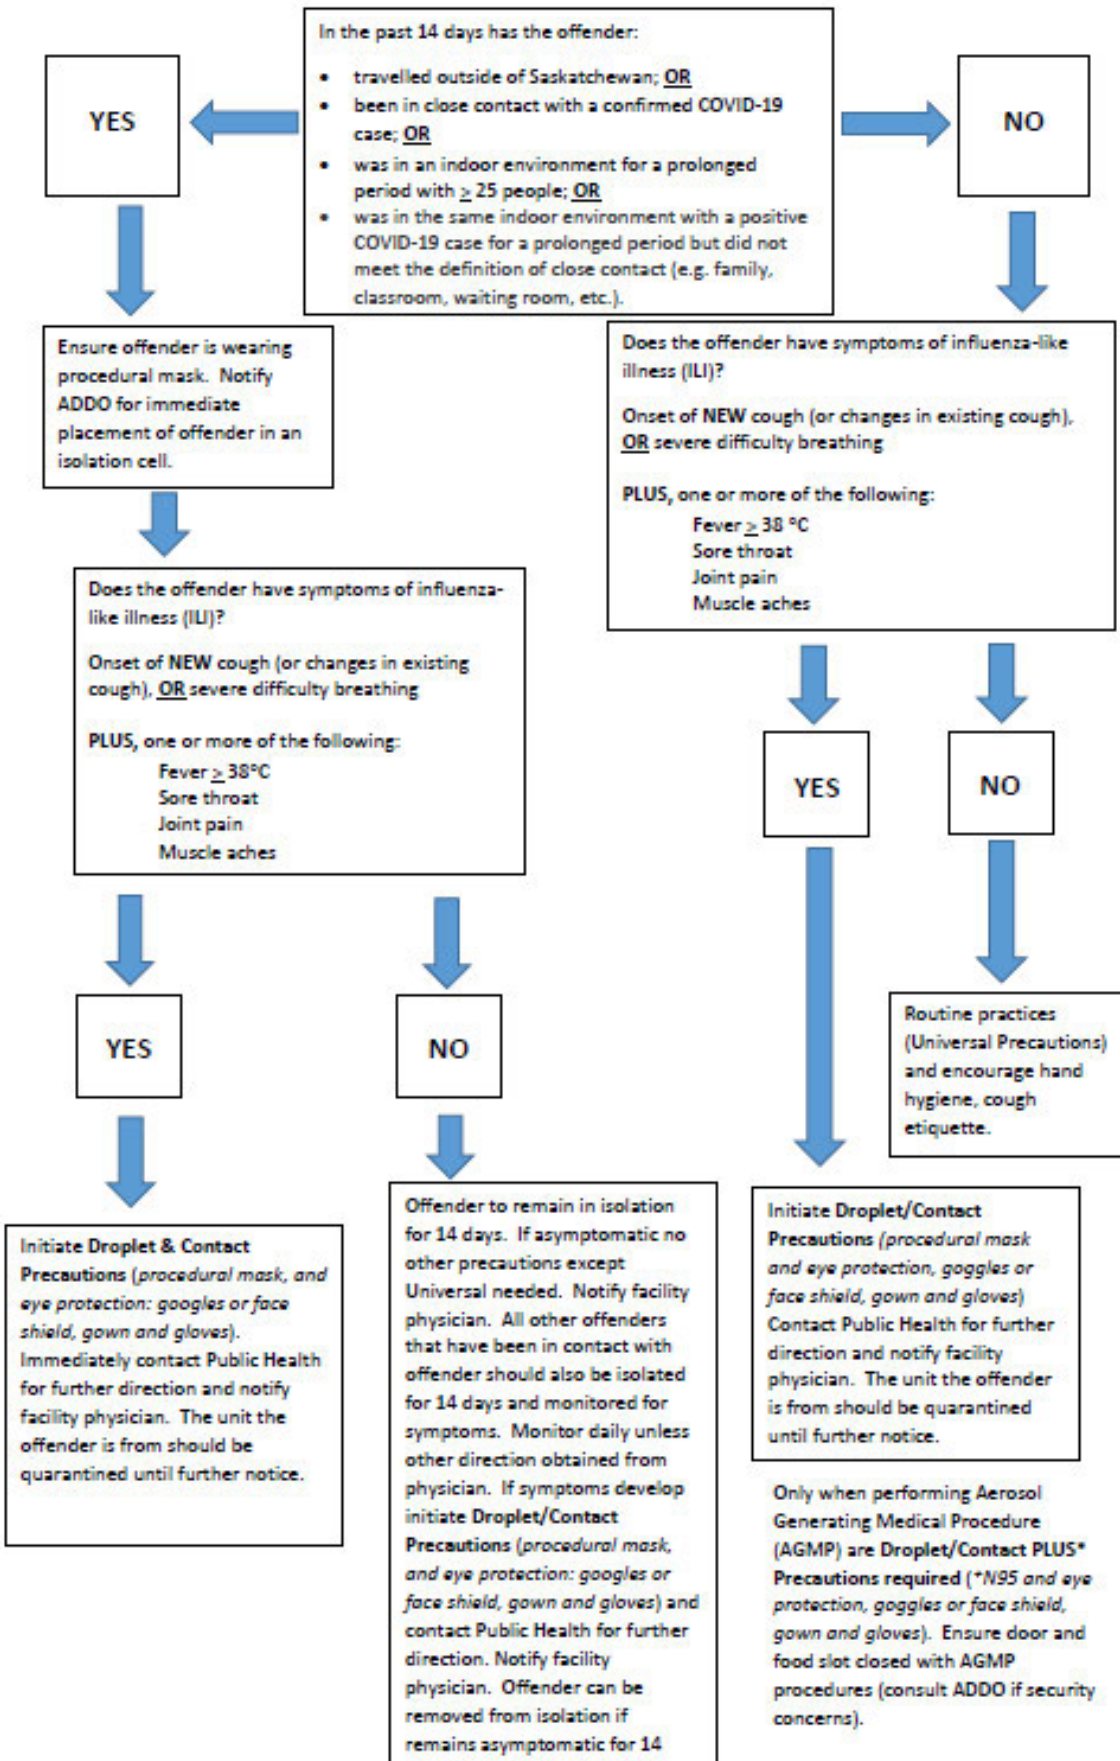 In the past 14 days has the offender:
• travelled outside of Saskatchewan; OR
• been in close contact with a confirmed COVID-19
case; OR
• was in an indoor environment for a prolonged
period with ≥ 25 people; OR
• was in the same indoor environment with a positive
COVID-19 case for a prolonged period but did not
meet the definition of close contact (e.g. family,
classroom, waiting room, etc.).
YES
NO
Ensure offender is wearing
procedural mask. Notify
ADDO for immediate
placement of offender in an
isolation cell.
Does the offender have symptoms of influenza-
like illness (ILI)?
Onset of NEW cough (or changes in existing
cough), OR severe difficulty breathing
PLUS, one or more of the following:
Fever ≥ 38°C
Sore throat
Joint pain
Muscle aches
YES
NO
Initiate Droplet & Contact
Precautions (procedural mask, and
eye protection: googles or face
shield, gown and gloves).
Immediately contact Public Health
for further direction and notify
facility physician. The unit the
offender is from should be
quarantined until further notice.
Offender to remain in isolation
for 14 days. If asymptomatic no
other precautions except
Universal needed. Notify facility
physician. All other offenders
that have been in contact with
offender should also be isolated
for 14 days and monitored for
symptoms. Monitor daily unless
other direction obtained from
physician. If symptoms develop
initiate Droplet/Contact
Precautions (procedural mask,
and eye protection: googles or
face shield, gown and gloves) and
contact Public Health for further
direction. Notify facility
physician. Offender can be
removed from isolation if
remains asymptomatic for 14
Does the offender have symptoms of influenza-like
illness (ILI)?
Onset of NEW cough (or changes in existing cough),
OR severe difficulty breathing
PLUS, one or more of the following:
Fever ≥ 38 °C
Sore throat
Joint pain
Muscle aches
YES
NO
Routine practices
(Universal Precautions)
and encourage hand
hygiene, cough
etiquette.
Initiate Droplet/Contact
Precautions (procedural mask
and eye protection, goggles or
face shield, gown and gloves)
Contact Public Health for further
direction and notify facility
physician. The unit the offender
is from should be quarantined
until further notice.
Only when performing Aerosol
Generating Medical Procedure
(AGMP) are Droplet/Contact PLUS*
Precautions required (*N95 and eye
protection, goggles or face shield,
gown and gloves). Ensure door and
food slot closed with AGMP
procedures (consult ADDO if security
concerns).